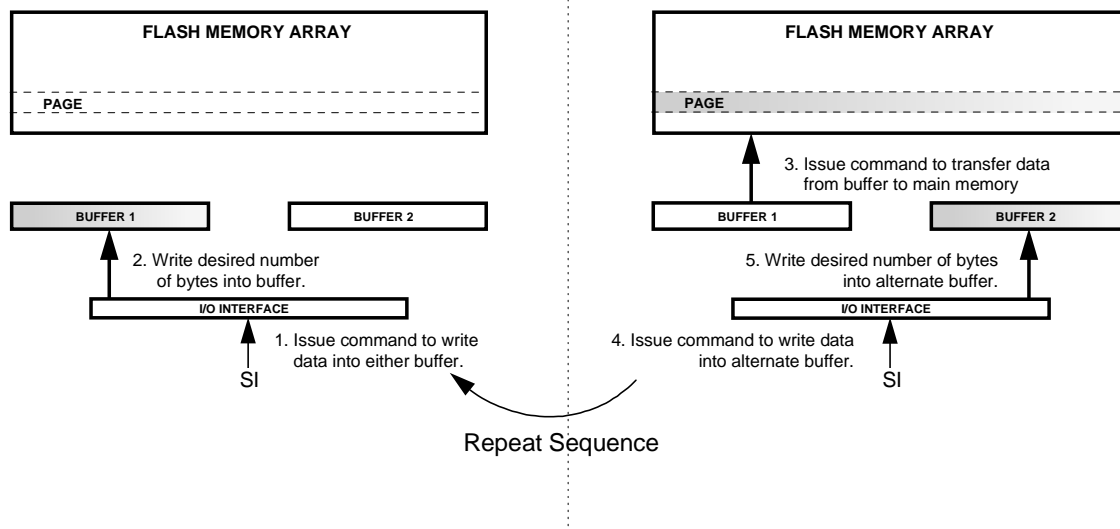 FLASH MEMORY ARRAY
PAGE
BUFFER 1
BUFFER 2
2. Write desired number
of bytes into buffer.
I/O INTERFACE
1. Issue command to write
data into either buffer.
SI
FLASH MEMORY ARRAY
PAGE
3. Issue command to transfer data
from buffer to main memory
BUFFER 1
BUFFER 2
5. Write desired number of bytes
into alternate buffer.
I/O INTERFACE
4. Issue command to write data
into alternate buffer.
SI
Repeat Sequence